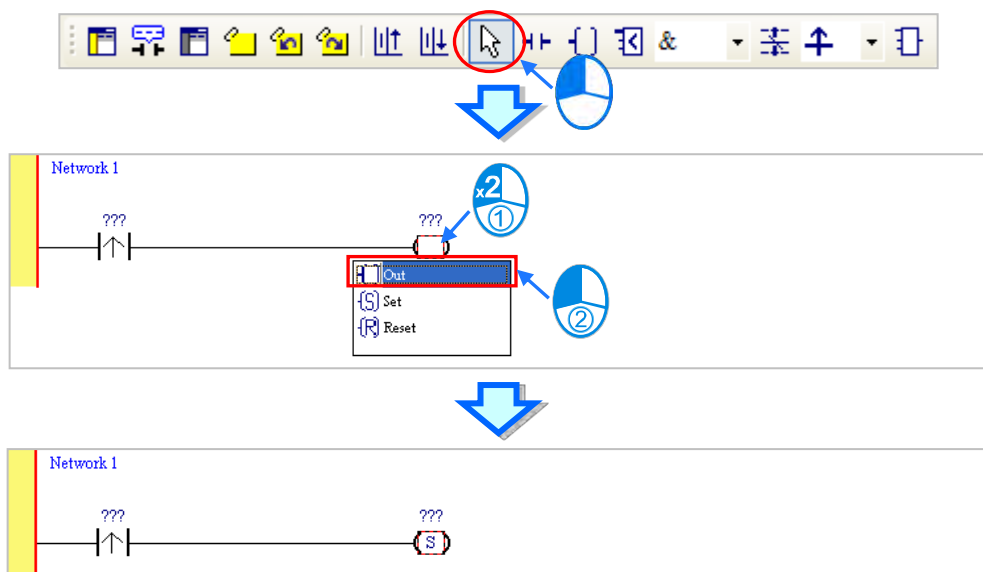 &
Network 1
??? ???
x2
①
Out
(S) Set
(R) Reset
②
Network 1
??? ???
S